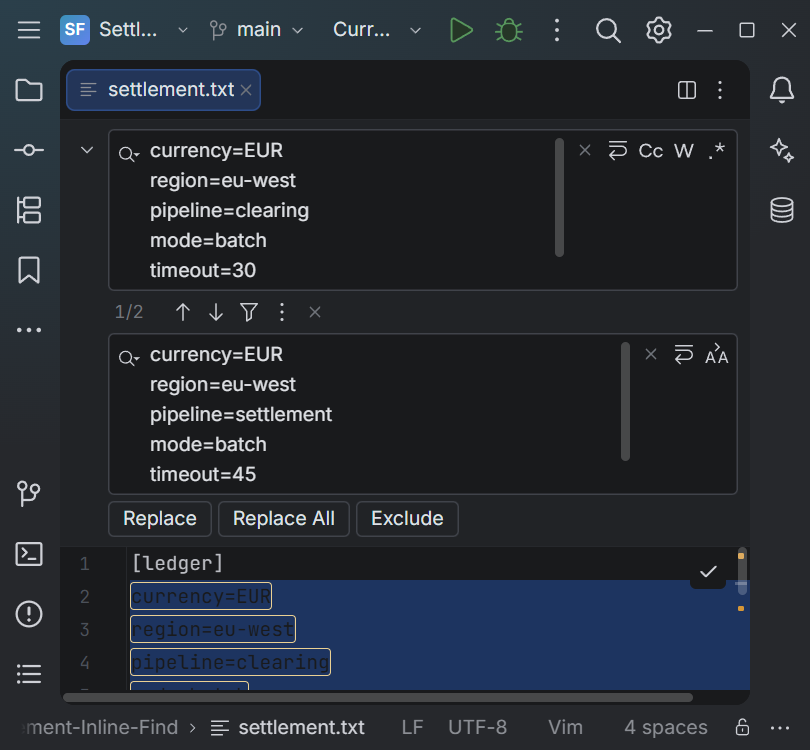 SF Settl... main Curr...
settlement.txt
currency=EUR
region=eu-west
pipeline=clearing
mode=batch
timeout=30
Cc W .*
1/2
currency=EUR
region=eu-west
pipeline=settlement
mode=batch
timeout=45
Replace Replace All Exclude
1 [ledger]
2 currency=EUR
3 region=eu-west
4 pipeline=clearing
ment-Inline-Find › settlement.txt LF UTF-8 Vim 4 spaces